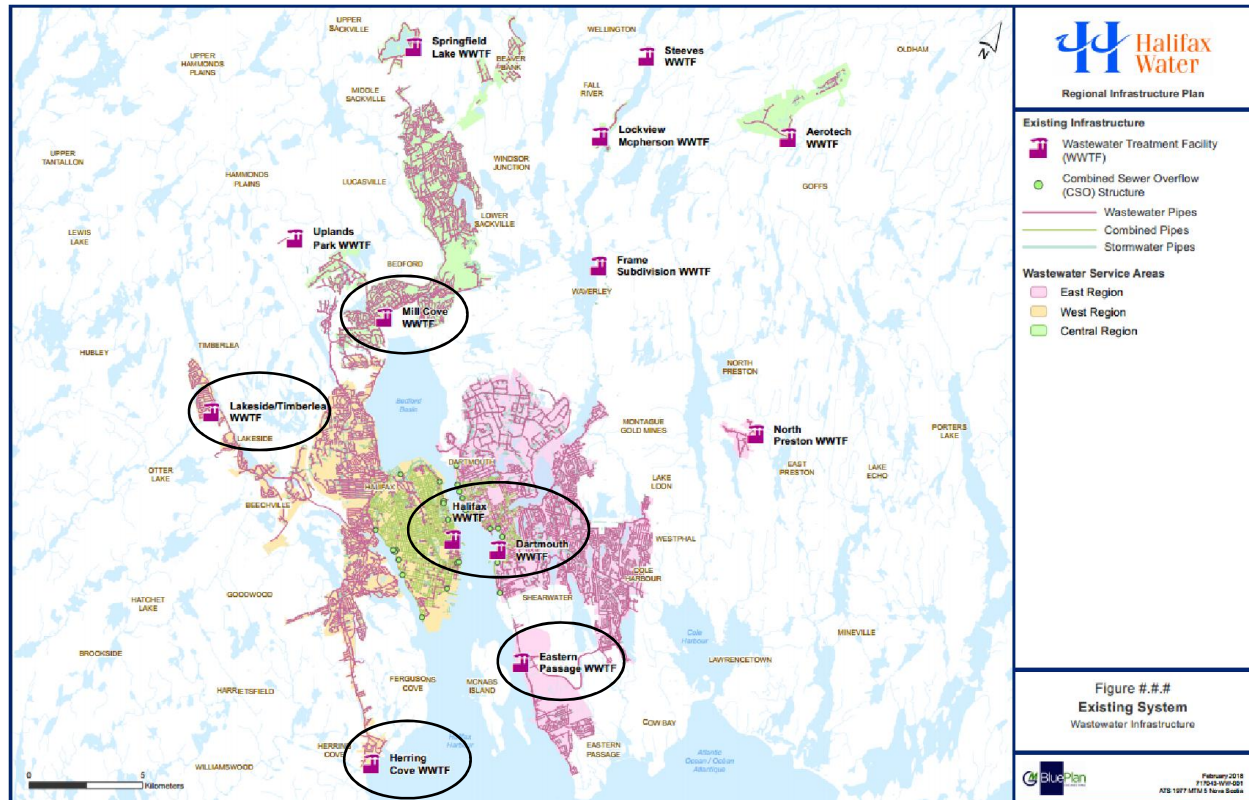 UPPER
SACKVILLE
Springfield
Lake WWTF
BEAVER
BANK
WELLINGTON
Steeves
WWTF
OLDHAM
UPPER
HAMMONDS
PLAINS
MIDDLE
SACKVILLE
FALL
RIVER
Lockview
Mcpherson WWTF
Aerotech
WWTF
UPPER
TANTALLON
HAMMONDS
PLAINS
LUCASVILLE
WINDSOR
JUNCTION
GOFFS
LOWER
SACKVILLE
LEWIS
LAKE
Uplands
Park WWTF
BEDFORD
Frame
Subdivision WWTF
WAVERLEY
Mill Cove
WWTF
HUBLEY
TIMBERLEA
NORTH
PRESTON
Lakeside/Timberlea
WWTF
LAKESIDE
Bedford
Basin
MONTAGUE
GOLD MINES
North
Preston WWTF
PORTERS
LAKE
OTTER
LAKE
DARTMOUTH
EAST
PRESTON
LAKE
ECHO
LAKE
LOON
BEECHVILLE
HALIFAX
Halifax
WWTF
Dartmouth
WWTF
WESTPHAL
COLE
HARBOUR
HATCHET
LAKE
GOODWOOD
SHEARWATER
Cole
Harbour
MINEVILLE
BROOKSIDE
Eastern
Passage WWTF
LAWRENCETOWN
HARRIETSFIELD
FERGUSONS
COVE
MCNABS
ISLAND
COW BAY
HERRING
COVE
Halifax
Harbour
EASTERN
PASSAGE
Atlantic
Ocean / Océan
Atlantique
WILLIAMSWOOD
Herring
Cove WWTF
0 5
Kilometers
N
Halifax
Water
Regional Infrastructure Plan
Existing Infrastructure
Wastewater Treatment Facility
(WWTF)
Combined Sewer Overflow
(CSO) Structure
Wastewater Pipes
Combined Pipes
Stormwater Pipes
Wastewater Service Areas
East Region
West Region
Central Region
Figure #.#.#
Existing System
Wastewater Infrastructure
BluePlan
February 2018
717043-WW-001
ATS 1977 MTM 5 Nova Scotia